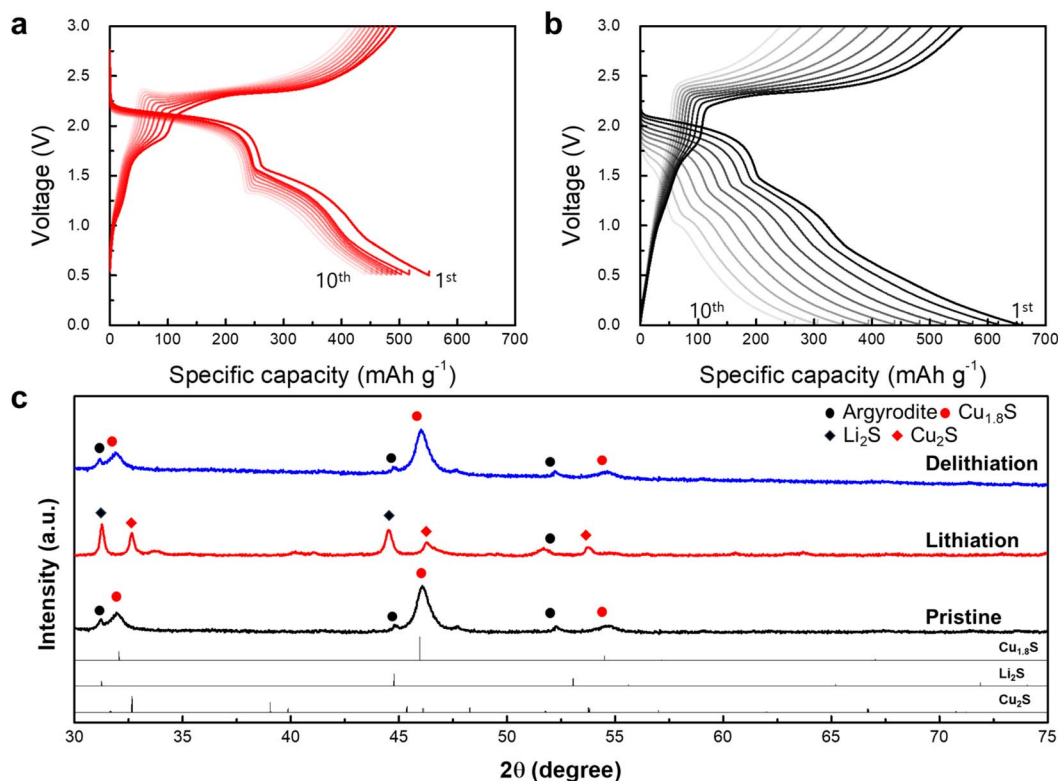 a
3.0
2.5
2.0
1.5
1.0
0.5
0.0
Voltage (V)
10th
1st
0 100 200 300 400 500 600 700
Specific capacity (mAh g⁻¹)
b
3.0
2.5
2.0
1.5
1.0
0.5
0.0
Voltage (V)
10th
1st
0 100 200 300 400 500 600 700
Specific capacity (mAh g⁻¹)
c
Intensity (a.u.)
Argyrodite Cu₁.₈S
Li₂S Cu₂S
Delithiation
Lithiation
Pristine
Cu₁.₈S
Li₂S
Cu₂S
30 35 40 45 50 55 60 65 70 75
2θ (degree)